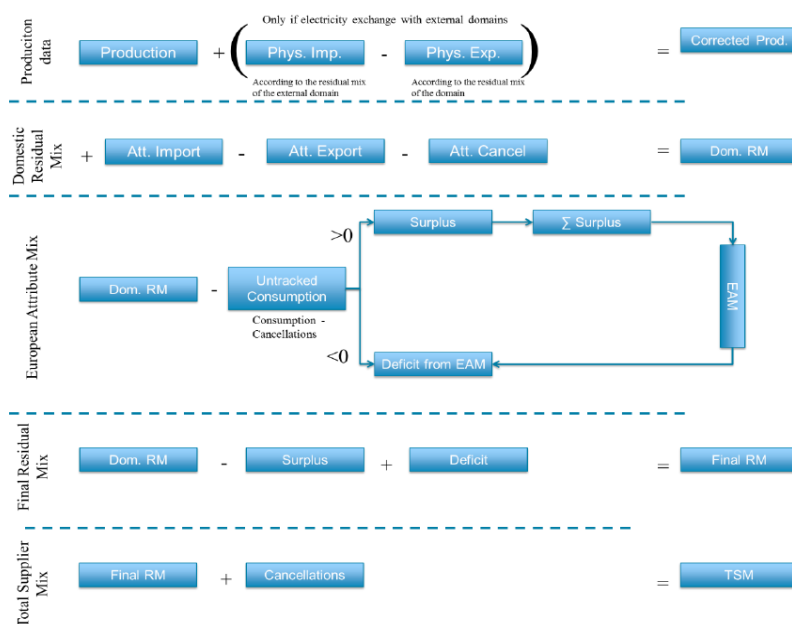 Only if electricity exchange with external domains
Produciton
data
Production
+
(
Phys. Imp.
-
Phys. Exp.
)
=
Corrected Prod.
According to the residual mix
of the external domain
According to the residual mix
of the domain
Domestic
Residual
Mix
+
Att. Import
-
Att. Export
-
Att. Cancel
=
Dom. RM
European Attribute Mix
Dom. RM
-
Untracked
Consumption
Consumption -
Cancellations
>0
Surplus
∑ Surplus
EAM
<0
Deficit from EAM
Final Residual
Mix
Dom. RM
-
Surplus
+
Deficit
=
Final RM
Total Supplier
Mix
Final RM
+
Cancellations
=
TSM